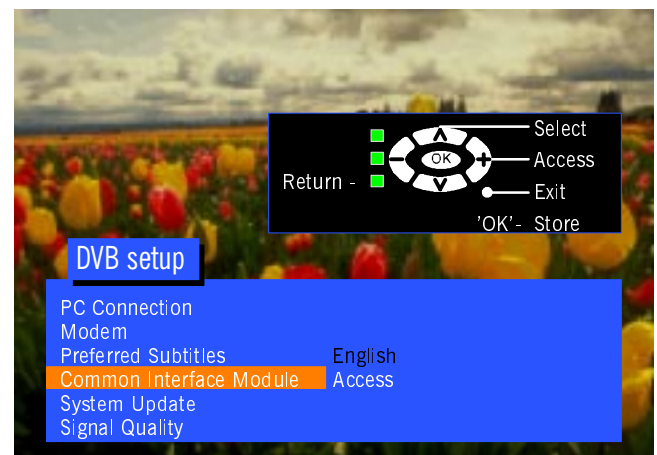 Select
OK
Access
Return -
Exit
'OK'- Store
DVB setup
PC Connection
Modem
Preferred Subtitles English
Common Interface Module Access
System Update
Signal Quality